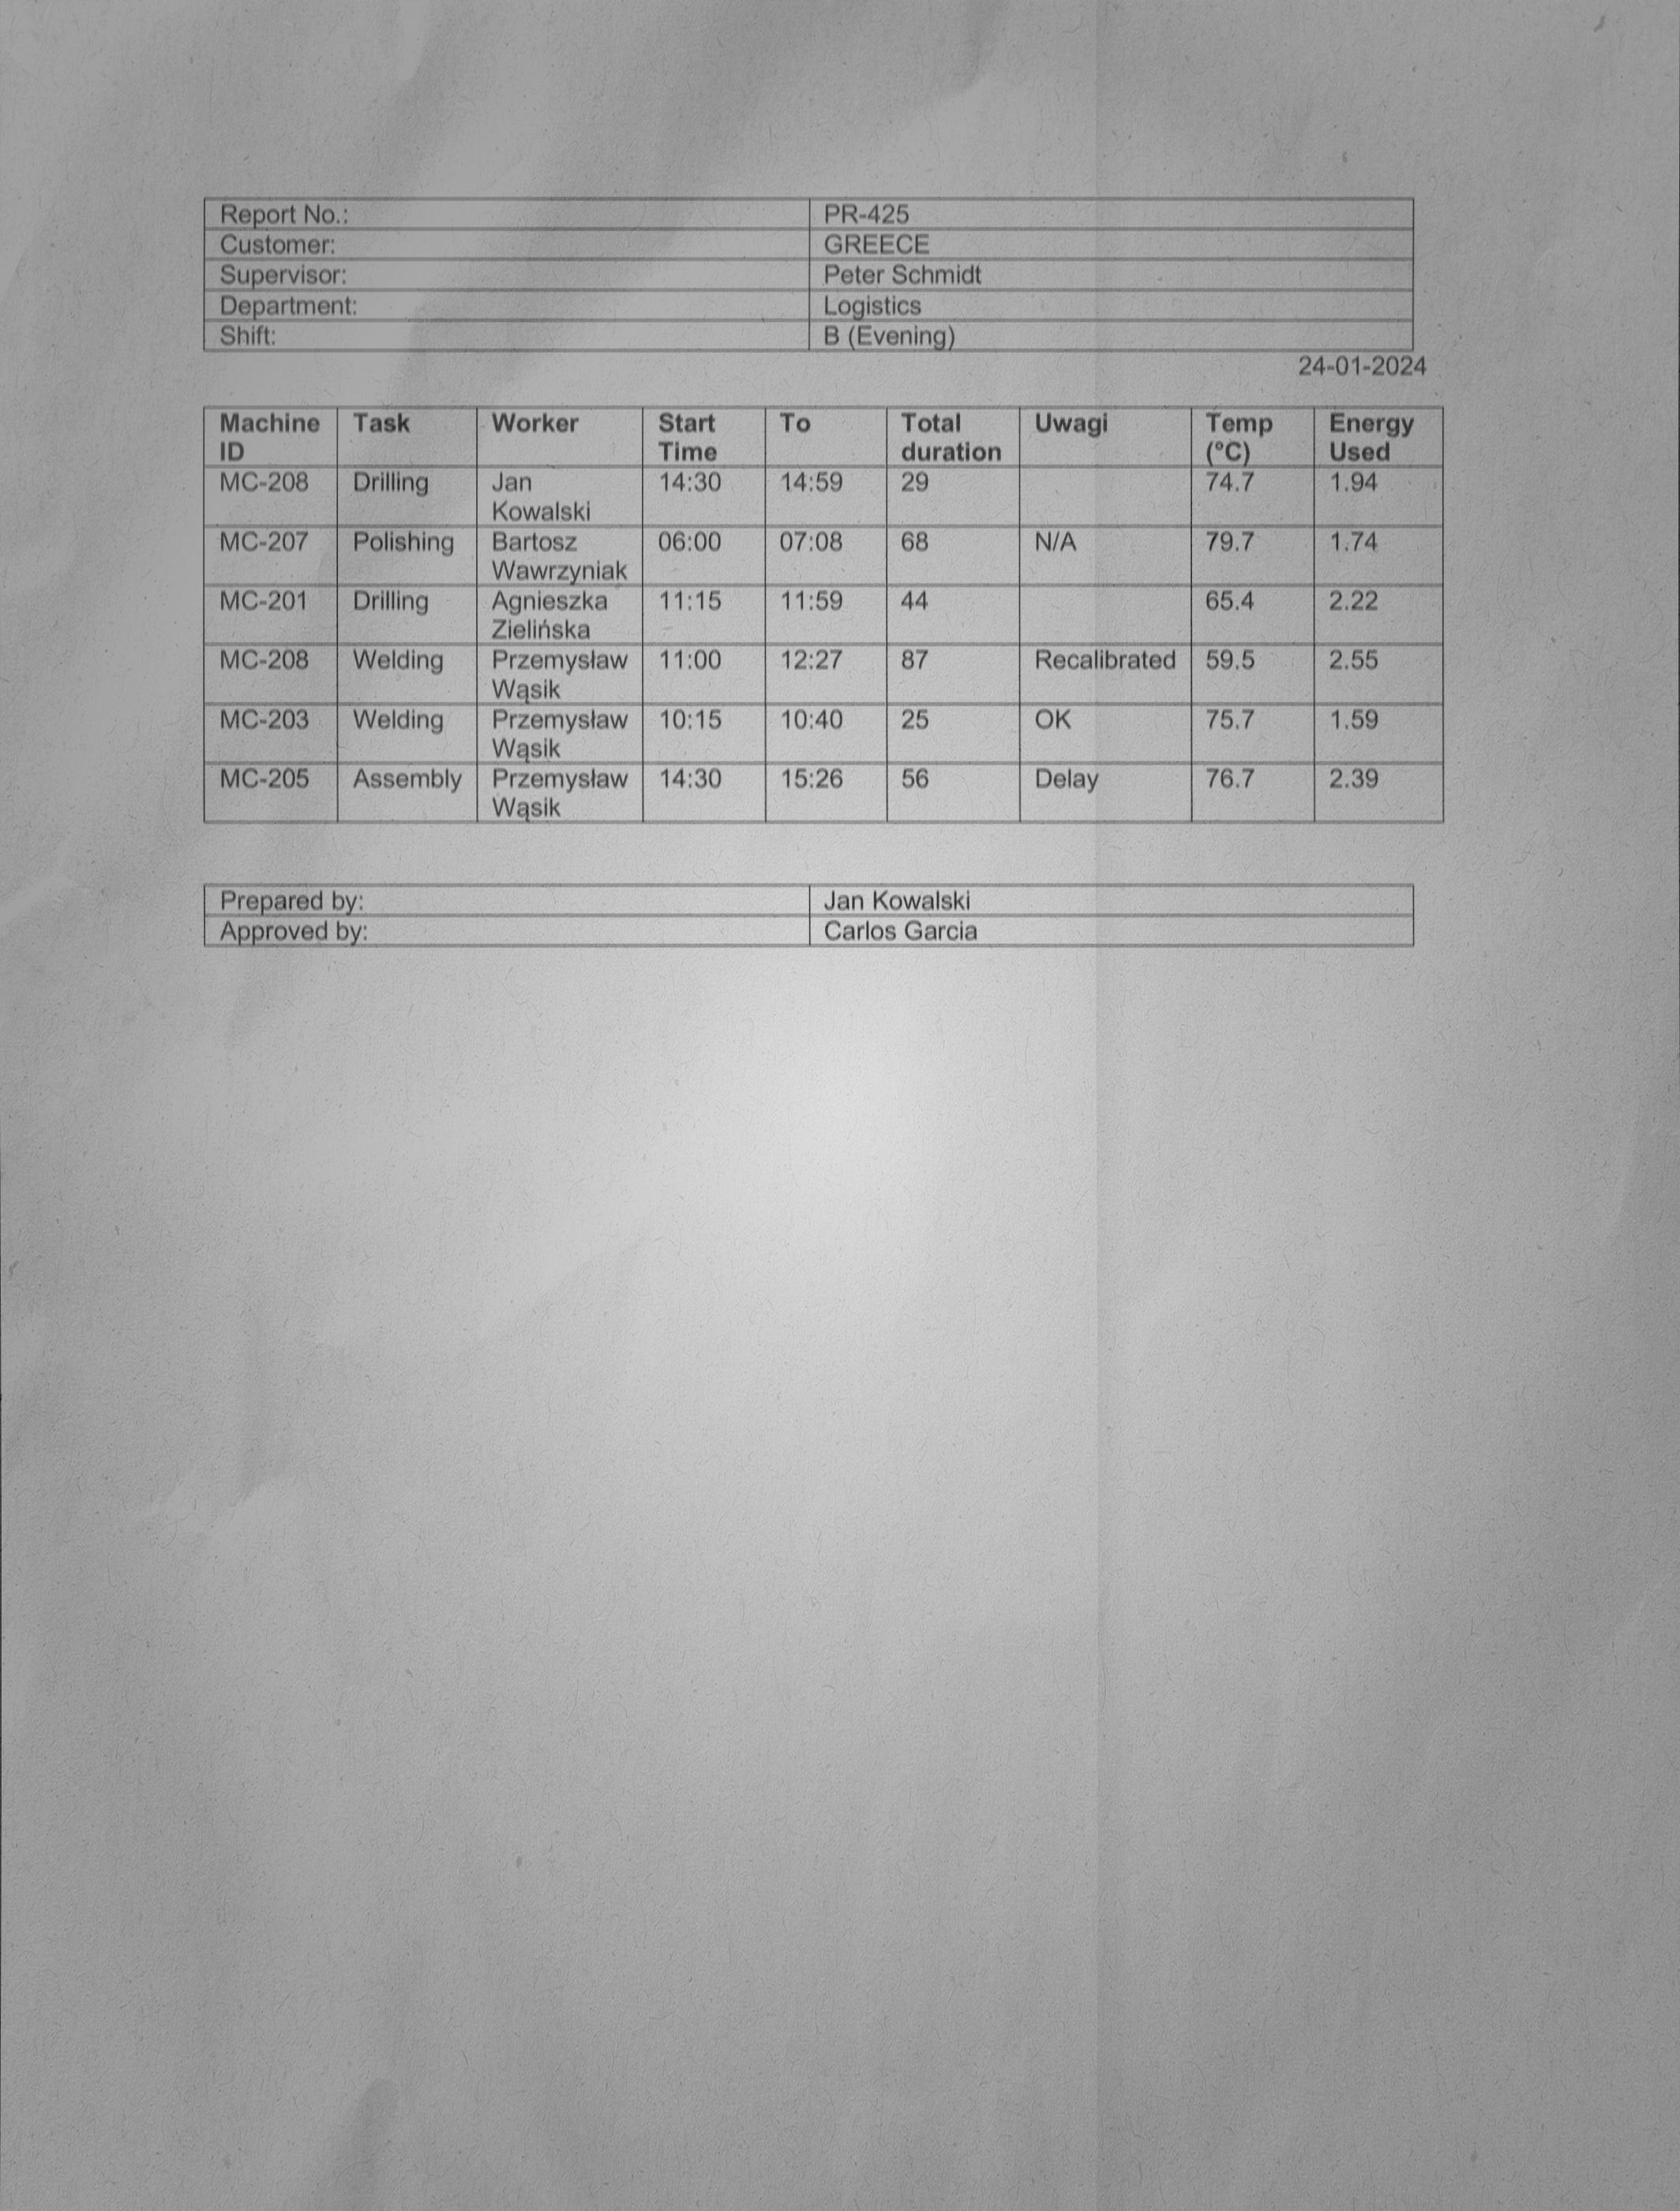 Report No.: PR-425
Customer: GREECE
Supervisor: Peter Schmidt
Department: Logistics
Shift: B (Evening)
24-01-2024
Machine ID Task Worker Start Time To Total duration Uwagi Temp (°C) Energy Used
MC-208 Drilling Jan Kowalski 14:30 14:59 29 74.7 1.94
MC-207 Polishing Bartosz Wawrzyniak 06:00 07:08 68 N/A 79.7 1.74
MC-201 Drilling Agnieszka Zielińska 11:15 11:59 44 65.4 2.22
MC-208 Welding Przemysław Wąsik 11:00 12:27 87 Recalibrated 59.5 2.55
MC-203 Welding Przemysław Wąsik 10:15 10:40 25 OK 75.7 1.59
MC-205 Assembly Przemysław Wąsik 14:30 15:26 56 Delay 76.7 2.39
Prepared by: Jan Kowalski
Approved by: Carlos Garcia